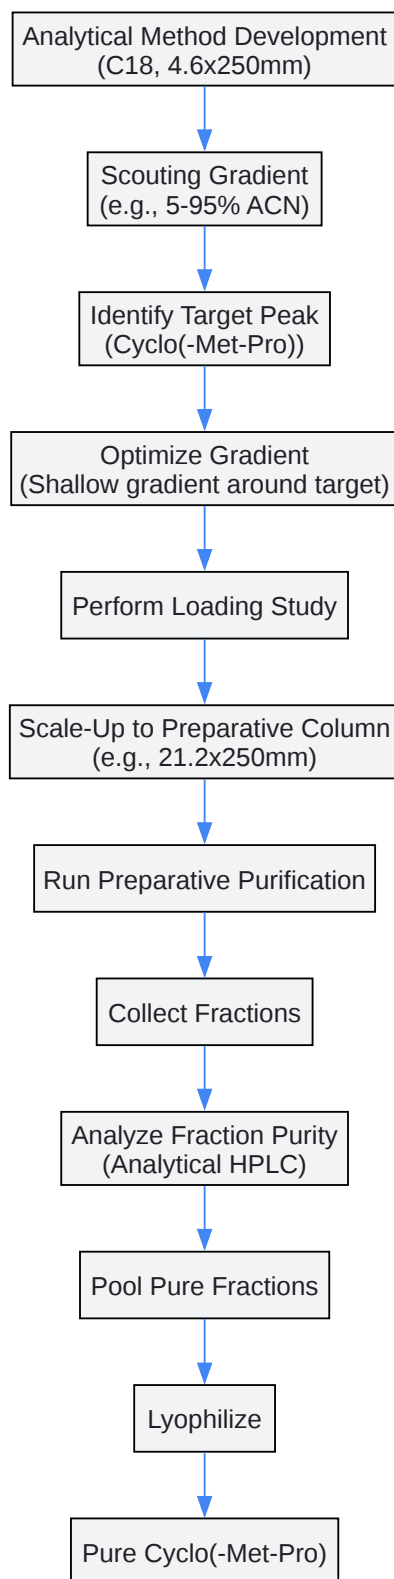 Analytical Method Development
(C18, 4.6x250mm)
Scouting Gradient
(e.g., 5-95% ACN)
Identify Target Peak
(Cyclo(-Met-Pro))
Optimize Gradient
(Shallow gradient around target)
Perform Loading Study
Scale-Up to Preparative Column
(e.g., 21.2x250mm)
Run Preparative Purification
Collect Fractions
Analyze Fraction Purity
(Analytical HPLC)
Pool Pure Fractions
Lyophilize
Pure Cyclo(-Met-Pro)